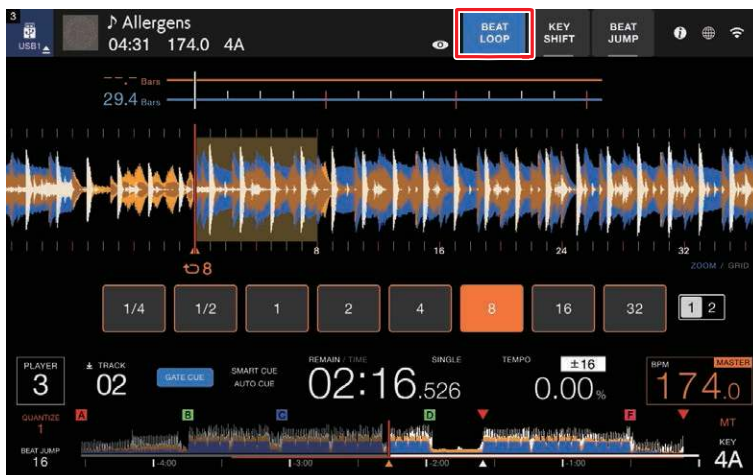 3
USB1
♪ Allergens
04:31 174.0 4A
BEAT LOOP
KEY SHIFT
BEAT JUMP
--.- Bars
29.4 Bars
8 16 24 32
8
ZOOM / GRID
1/4 1/2 1 2 4 8 16 32
1 2
PLAYER
3
TRACK
02
GATE CUE
SMART CUE
AUTO CUE
REMAIN / TIME
SINGLE
02:16.526
TEMPO
±16
0.00%
BPM
MASTER
174.0
QUANTIZE
1
BEAT JUMP
16
A B C D F
-4:00 -3:00 -2:00 -1:00
MT
KEY
4A